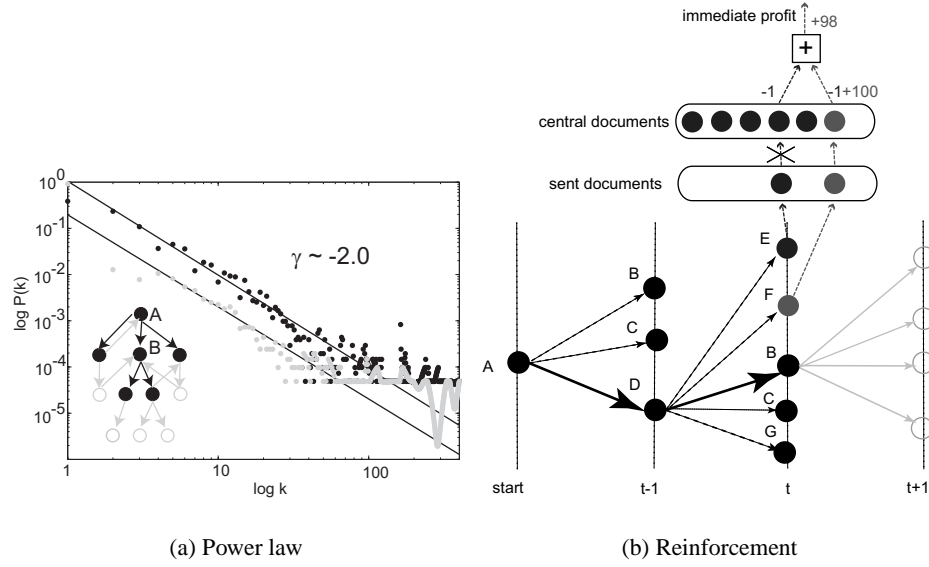 immediate profit
+98
+
-1
-1+100
central documents
sent documents
10^0
10^-1
10^-2
10^-3
10^-4
10^-5
log P(k)
γ ~ -2.0
A
B
1
10
100
log k
A
B
C
D
E
F
B
C
G
start
t-1
t
t+1
(a) Power law
(b) Reinforcement